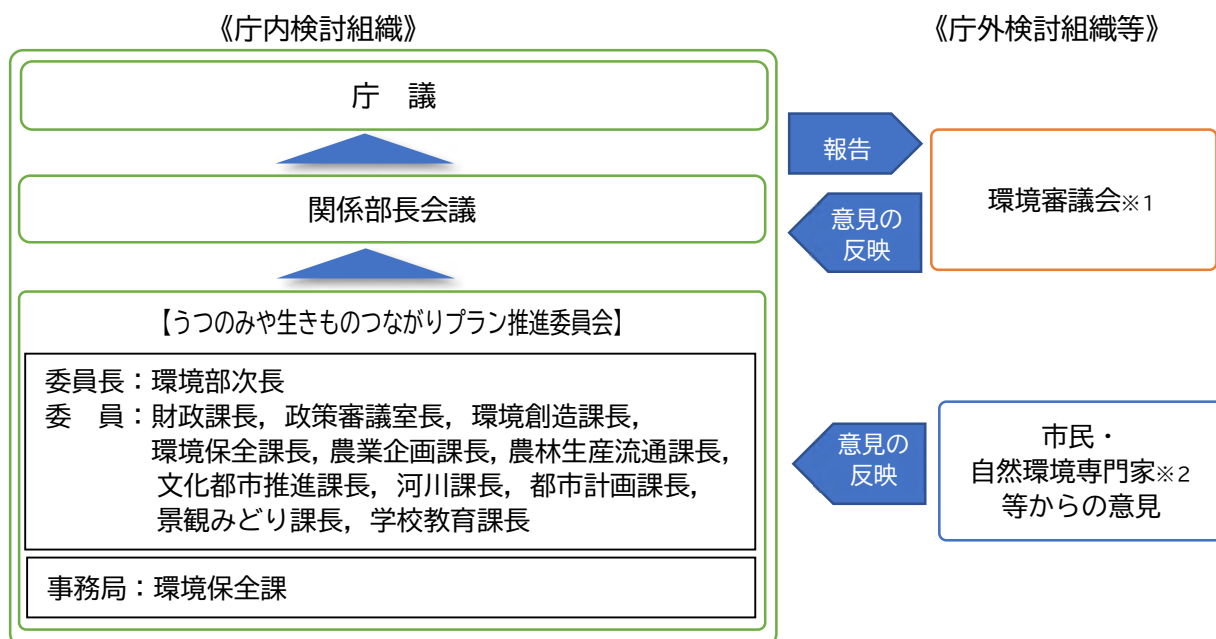 《庁内検討組織》
《庁外検討組織等》
庁　議
報告
環境審議会※1
関係部長会議
意見の
反映
【うつのみや生きものつながりプラン推進委員会】
委員長：環境部次長
委　員：財政課長，政策審議室長，環境創造課長，
環境保全課長，農業企画課長，農林生産流通課長，
文化都市推進課長，河川課長，都市計画課長，
景観みどり課長，学校教育課長
事務局：環境保全課
意見の
反映
市民・
自然環境専門家※2
等からの意見